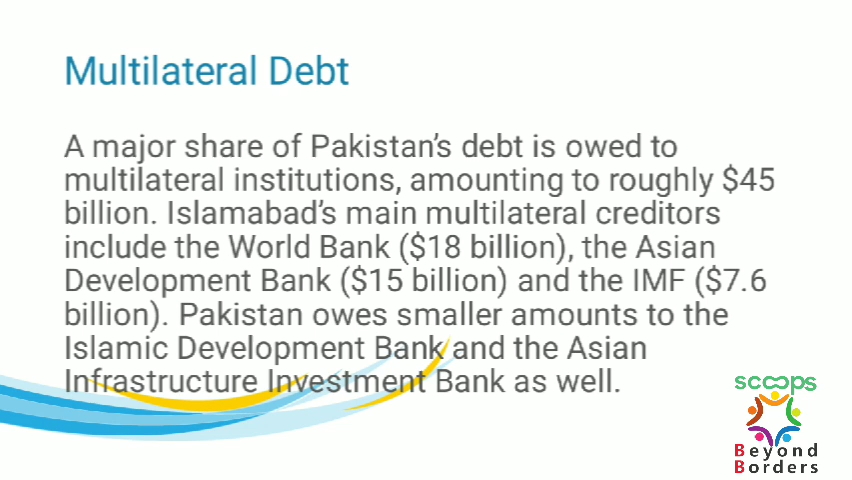 Multilateral Debt
A major share of Pakistan's debt is owed to
multilateral institutions, amounting to roughly $45
billion. Islamabad's main multilateral creditors
include the World Bank ($18 billion), the Asian
Development Bank ($15 billion) and the IMF ($7.6
billion). Pakistan owes smaller amounts to the
Islamic Development Bank and the Asian
Infrastructure Investment Bank as well.
scoops
Beyond
Borders